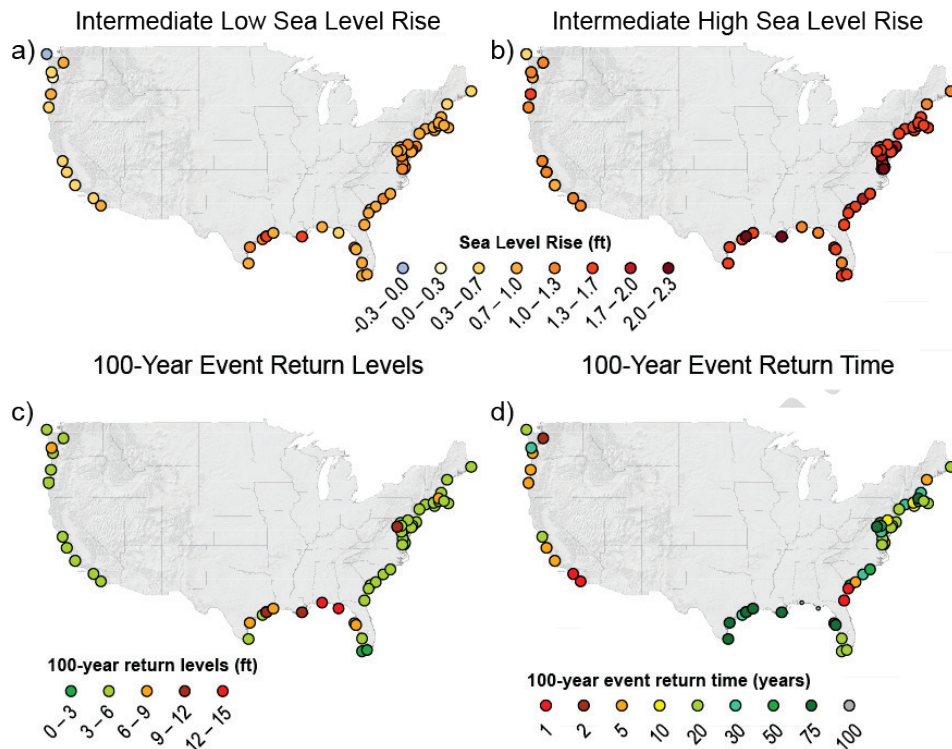 Intermediate Low Sea Level Rise
Intermediate High Sea Level Rise
a)
b)
Sea Level Rise (ft)
-0.3 – 0.0
0.0 – 0.3
0.3 – 0.7
0.7 – 1.0
1.0 – 1.3
1.3 – 1.7
1.7 – 2.0
2.0 – 2.3
100-Year Event Return Levels
100-Year Event Return Time
c)
d)
100-year return levels (ft)
0 – 3
3 – 6
6 – 9
9 – 12
12 – 15
100-year event return time (years)
1
2
5
10
20
30
50
75
100